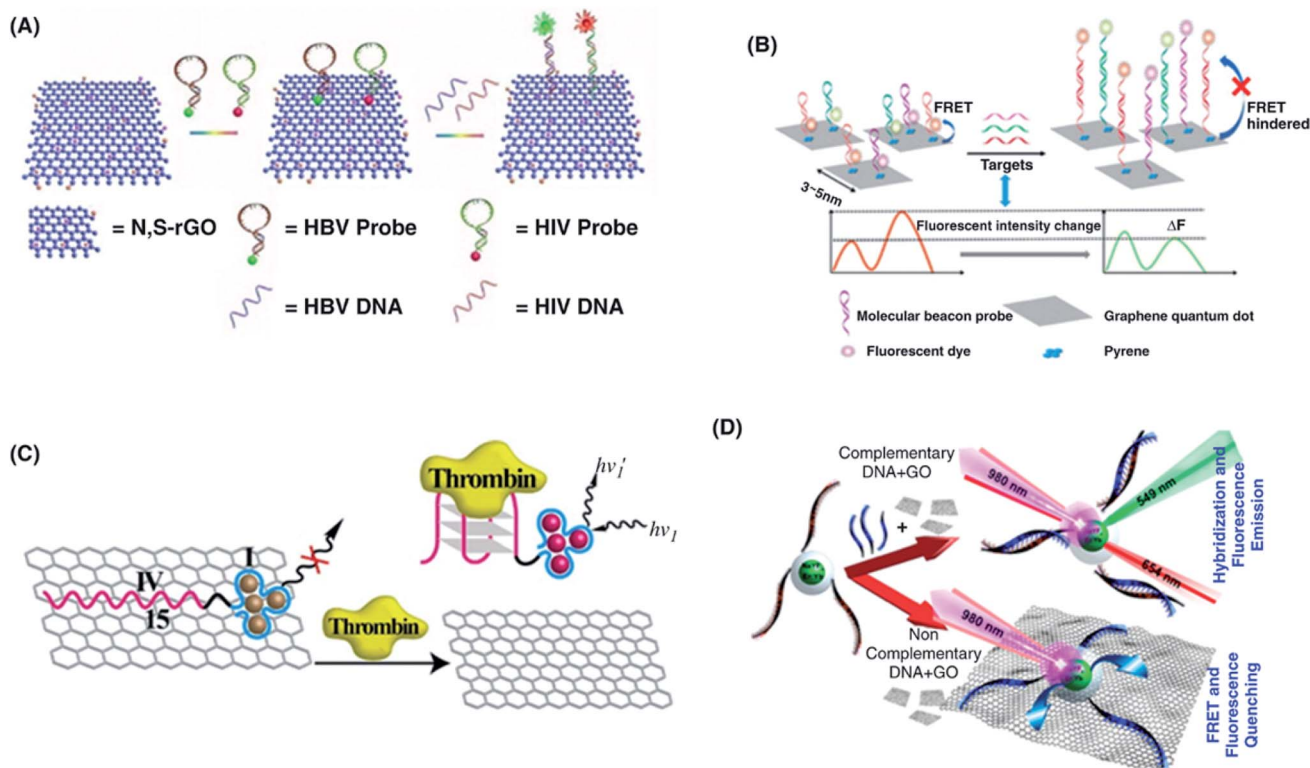 (A)
= N,S-rGO
= HBV Probe
= HIV Probe
= HBV DNA
= HIV DNA
(B)
FRET
Targets
3~5nm
FRET
hindered
Fluorescent intensity change
ΔF
Molecular beacon probe
Graphene quantum dot
Fluorescent dye
Pyrene
(C)
IV
15
I
Thrombin
Thrombin
hν1′
hν1
(D)
Complementary
DNA+GO
+
980 nm
549 nm
654 nm
Hybridization and
Fluorescence
Emission
Non
Complementary
DNA+GO
980 nm
FRET and
Fluorescence
Quenching